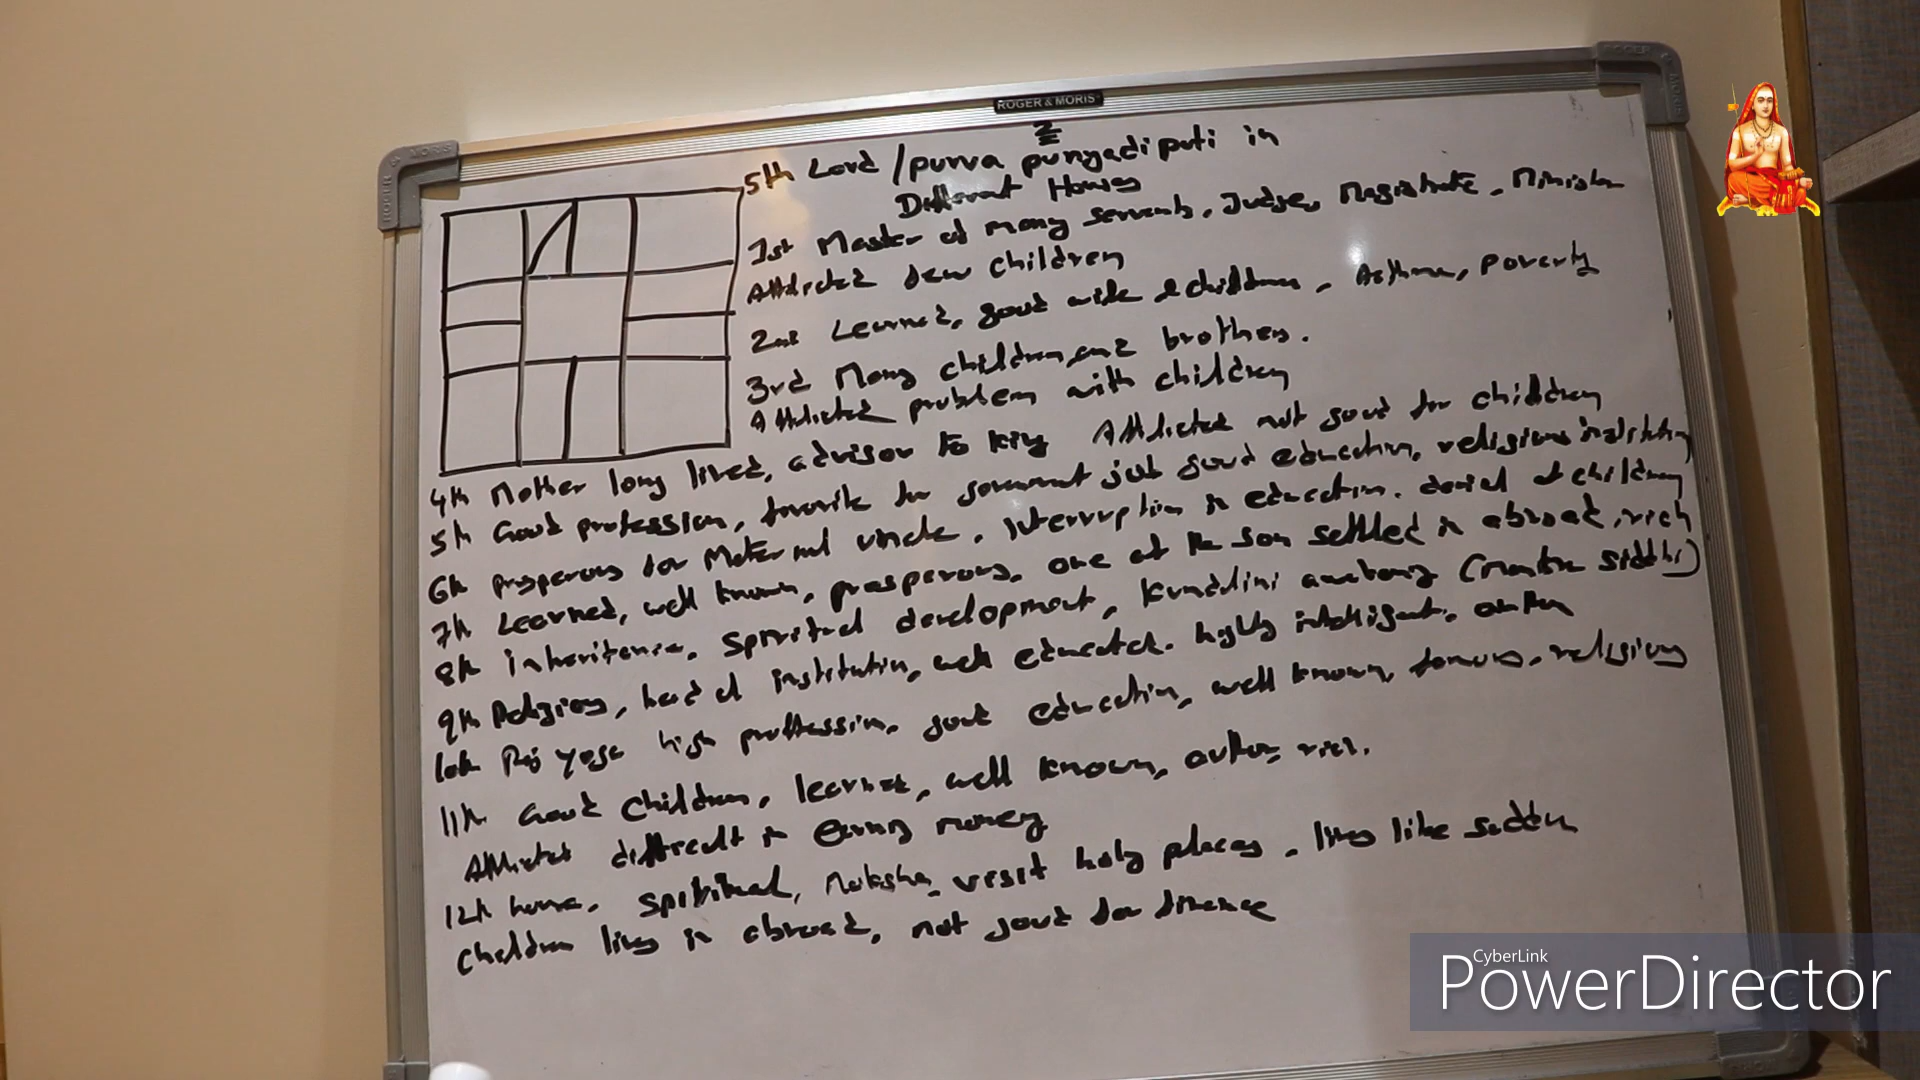 ROGER & MORIS
2
5th Lord /purva punyadipati in
Different Houses
1st Master of many servants, Judge, Magistrate, Minister
Afflicted few children
2nd Learned, good wife & children, Asthma, poverty
3rd Many children and brothers.
Afflicted problem with children
4th Mother long lived, advisor to king Afflicted not good for children
5th Good profession, favorite for government job good education, religious institution
6th prosperous for Maternal uncle, interruption in education. denial of children
7th Learned, well known, prosperous, one of the son settled in abroad, rich
8th inheritance, spiritual development, Kundalini awakening (mantra siddhi)
9th Religious, head of institution, well educated. highly intelligent, author
10th Raj yoga high proffession, good education, well known, famous, religious
11th Good children, learned, well known, author, rich.
Afflicted difficult in earning money
12th house, spiritual, Moksha, visit holy places, lives like
children lives in abroad, not good for finance
CyberLink
PowerDirector